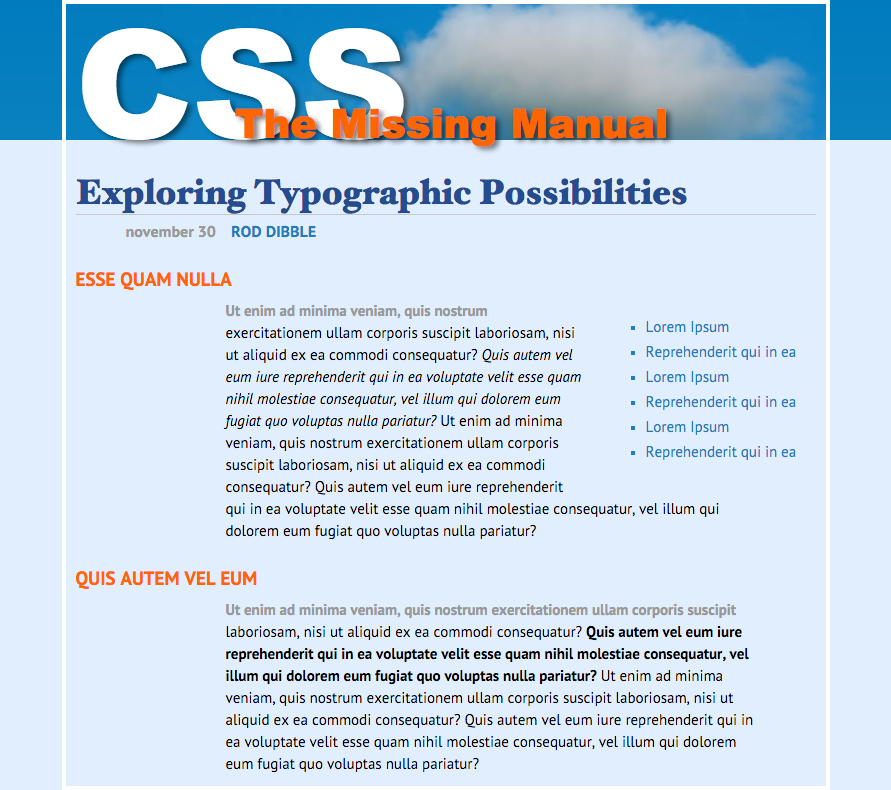 CSS
The Missing Manual
Exploring Typographic Possibilities
november 30 ROD DIBBLE
ESSE QUAM NULLA
Ut enim ad minima veniam, quis nostrum
exercitationem ullam corporis suscipit laboriosam, nisi
ut aliquid ex ea commodi consequatur? Quis autem vel
eum iure reprehenderit qui in ea voluptate velit esse quam
nihil molestiae consequatur, vel illum qui dolorem eum
fugiat quo voluptas nulla pariatur? Ut enim ad minima
veniam, quis nostrum exercitationem ullam corporis
suscipit laboriosam, nisi ut aliquid ex ea commodi
consequatur? Quis autem vel eum iure reprehenderit
qui in ea voluptate velit esse quam nihil molestiae consequatur, vel illum qui
dolorem eum fugiat quo voluptas nulla pariatur?
Lorem Ipsum
Reprehenderit qui in ea
Lorem Ipsum
Reprehenderit qui in ea
Lorem Ipsum
Reprehenderit qui in ea
QUIS AUTEM VEL EUM
Ut enim ad minima veniam, quis nostrum exercitationem ullam corporis suscipit
laboriosam, nisi ut aliquid ex ea commodi consequatur? Quis autem vel eum iure
reprehenderit qui in ea voluptate velit esse quam nihil molestiae consequatur, vel
illum qui dolorem eum fugiat quo voluptas nulla pariatur? Ut enim ad minima
veniam, quis nostrum exercitationem ullam corporis suscipit laboriosam, nisi ut
aliquid ex ea commodi consequatur? Quis autem vel eum iure reprehenderit qui in
ea voluptate velit esse quam nihil molestiae consequatur, vel illum qui dolorem
eum fugiat quo voluptas nulla pariatur?